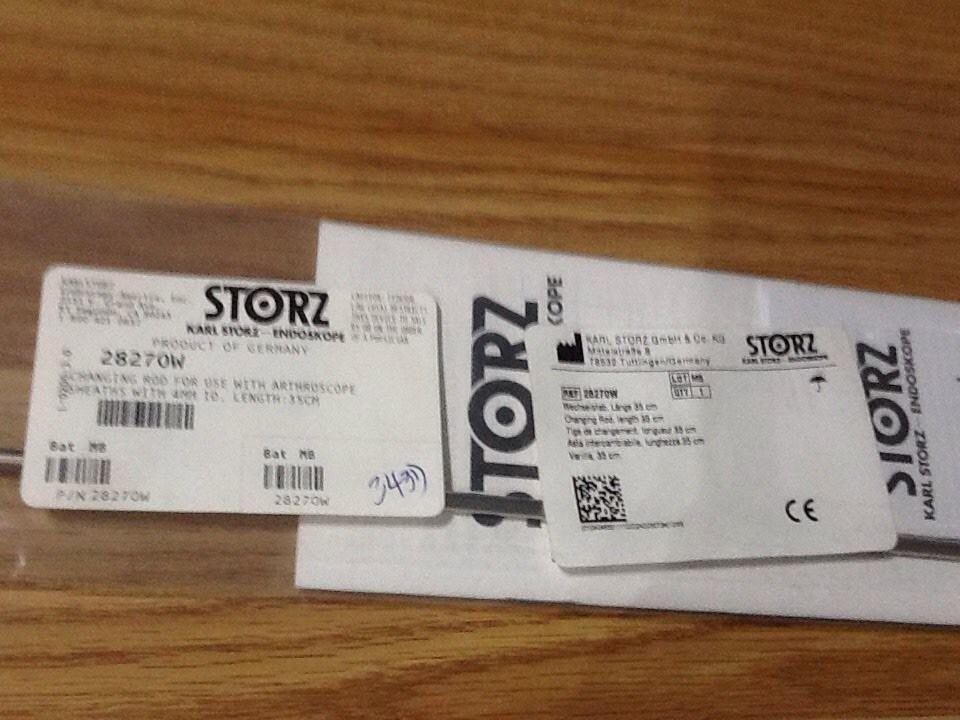 STORZ
KARL STORZ — ENDOSKOPE
PRODUCT OF GERMANY
28270W
CHANGING ROD FOR USE WITH ARTHROSCOPE
SHEATHS WITH 4MM ID. LENGTH:35CM
Bat MB
Bat MB
P/N 28270W
28270W
STORZ
KARL STORZ GmbH & Co. KG
Mittelstraße 8
78532 Tuttlingen/Germany
STORZ
KARL STORZ — ENDOSKOPE
LOT MB
REF 28270W
QTY 1
Wechselstab, Länge 35 cm
Changing Rod, length 35 cm
Tige de changement, longueur 35 cm
Asta intercambiabile, lunghezza 35 cm
Varilla, 35 cm
CE
STORZ
KARL STORZ — ENDOSKOPE